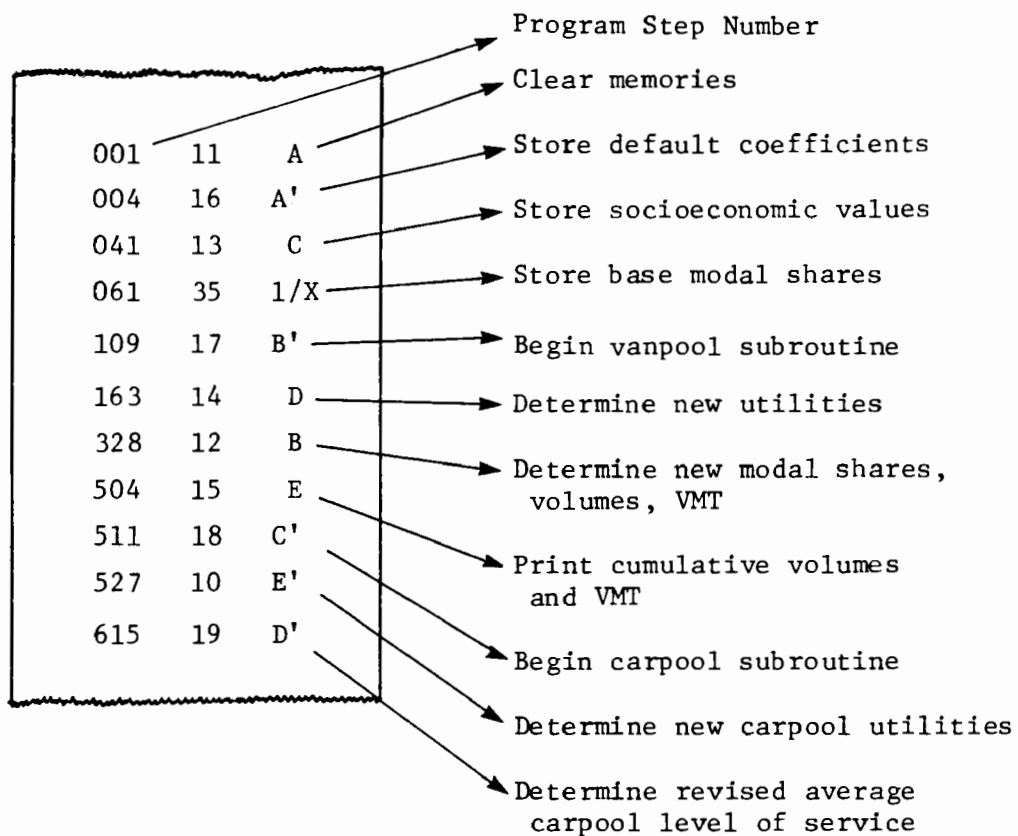 Program Step Number
Clear memories
001 11 A
Store default coefficients
004 16 A'
Store socioeconomic values
041 13 C
Store base modal shares
061 35 1/X
Begin vanpool subroutine
109 17 B'
Determine new utilities
163 14 D
328 12 B
Determine new modal shares,
volumes, VMT
504 15 E
511 18 C'
Print cumulative volumes
and VMT
527 10 E'
615 19 D'
Begin carpool subroutine
Determine new carpool utilities
Determine revised average
carpool level of service